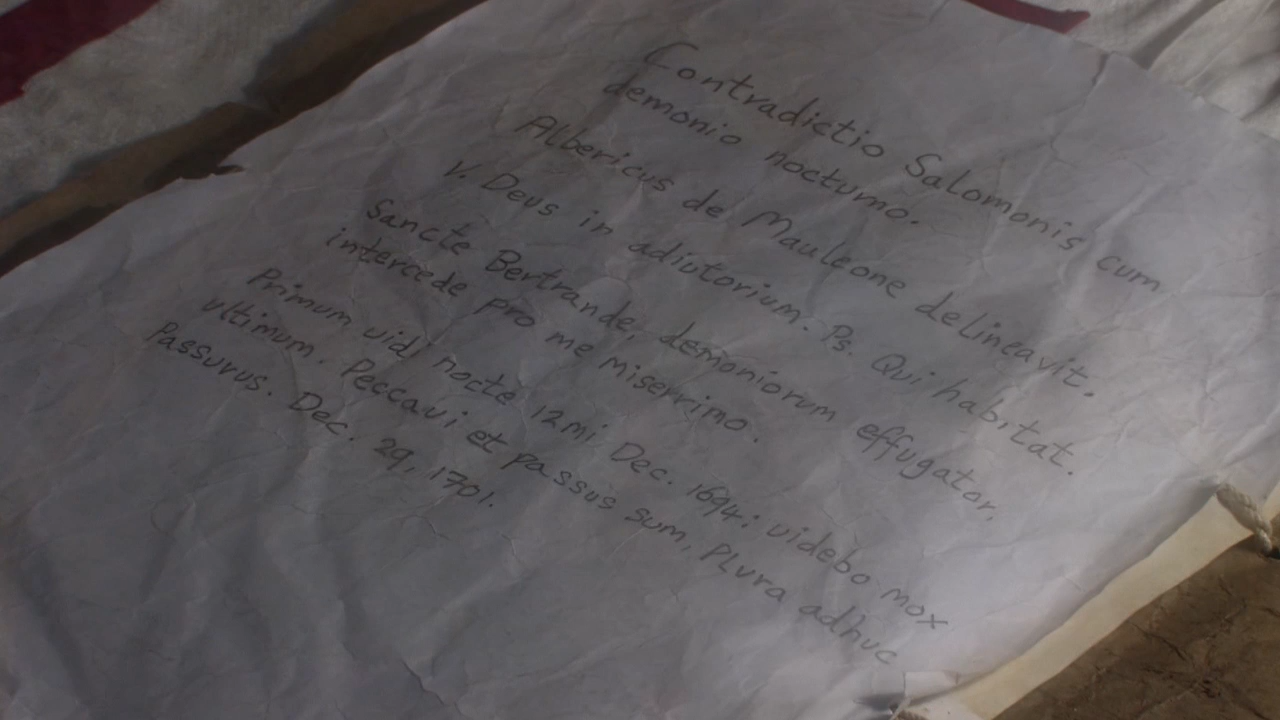 Contradictio Salomonis cum
demonio nocturno.
Albericus de Mauleone delineavit.
V. Deus in adiutorium. Ps. Qui habitat.
Sancte Bertrande, demoniorum effugator,
intercede pro me miserrimo.
Primum uidi nocte 12mi Dec. 1694: uidebo mox
ultimum. Peccaui et passus sum, PLura adhuc
Passurus. Dec. 29, 1701.